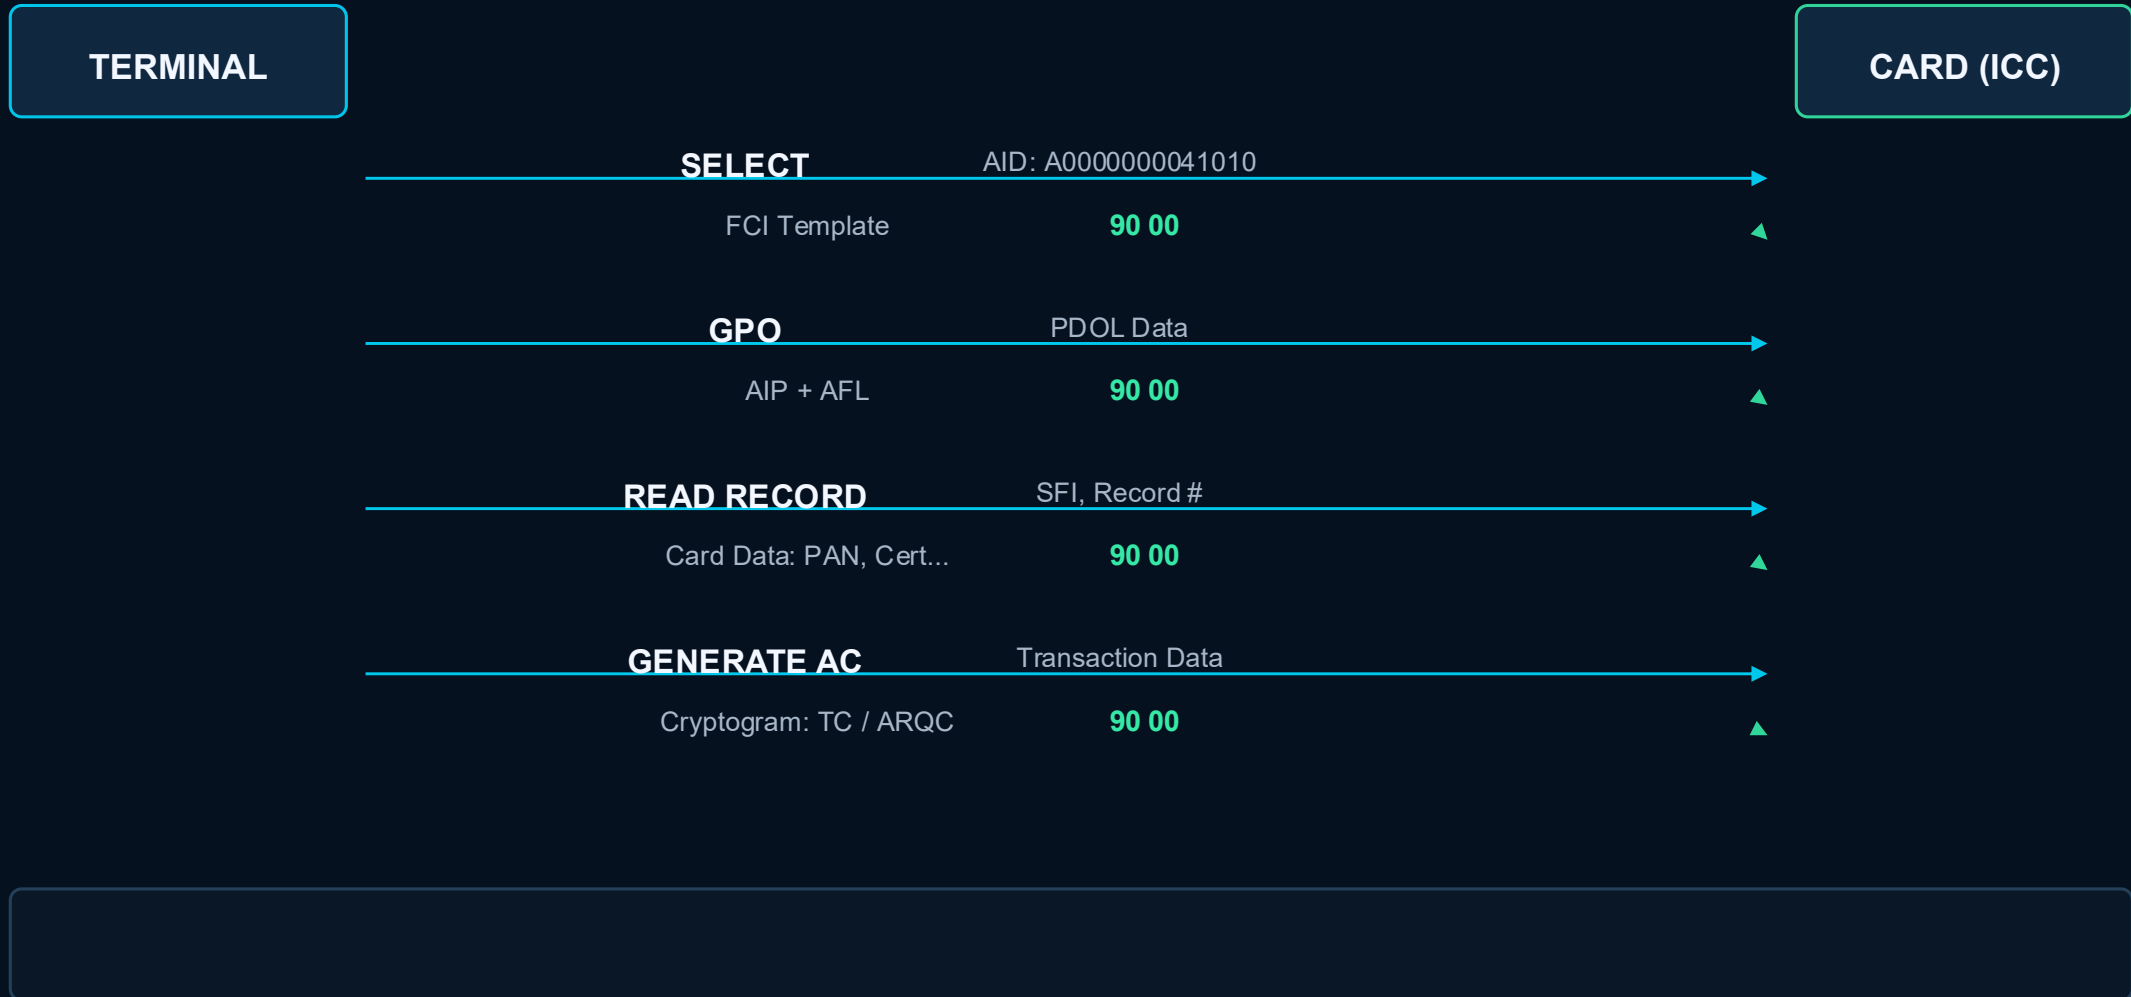 TERMINAL
CARD (ICC)
SELECT
AID: A0000000041010
FCI Template
90 00
GPO
PDOL Data
AIP + AFL
90 00
READ RECORD
SFI, Record #
Card Data: PAN, Cert...
90 00
GENERATE AC
Transaction Data
Cryptogram: TC / ARQC
90 00